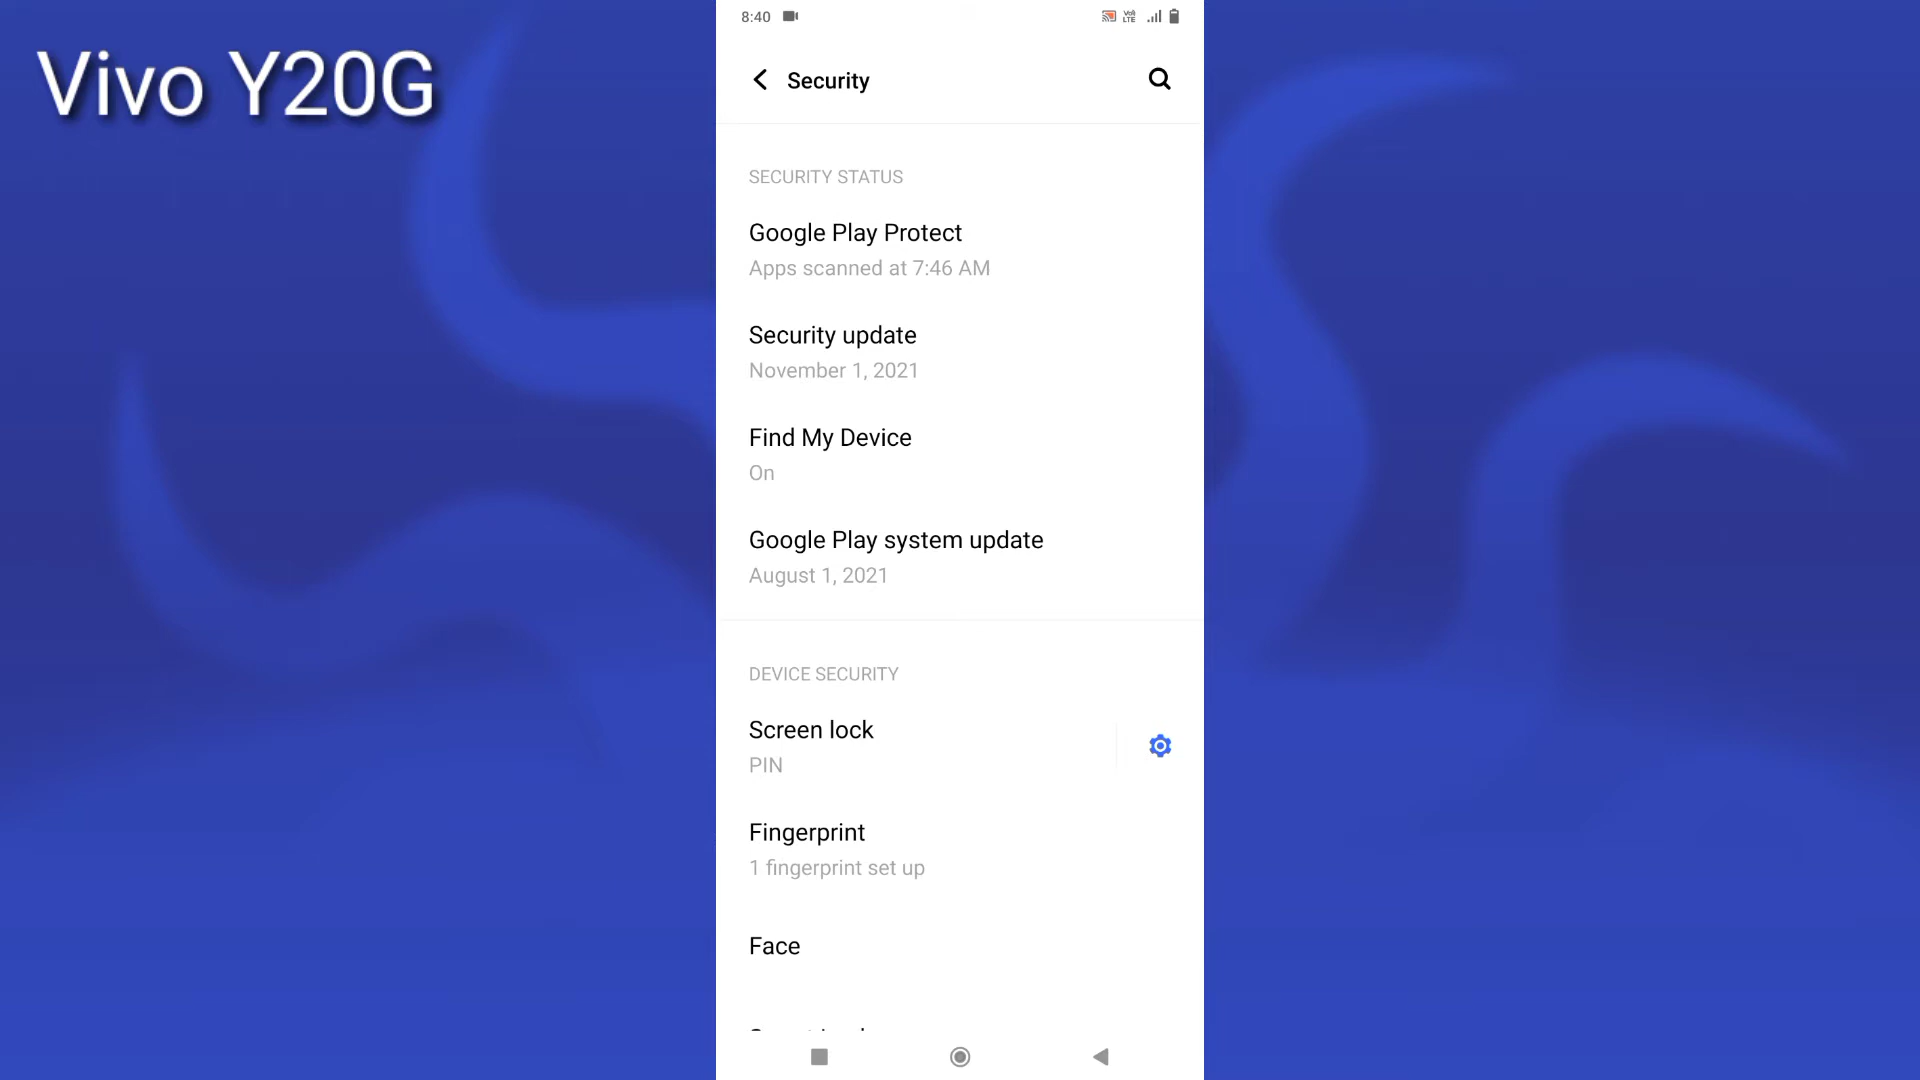 Vivo Y20G
8:40
Vo
LTE
Security
SECURITY STATUS
Google Play Protect
Apps scanned at 7:46 AM
Security update
November 1, 2021
Find My Device
On
Google Play system update
August 1, 2021
DEVICE SECURITY
Screen lock
PIN
Fingerprint
1 fingerprint set up
Face